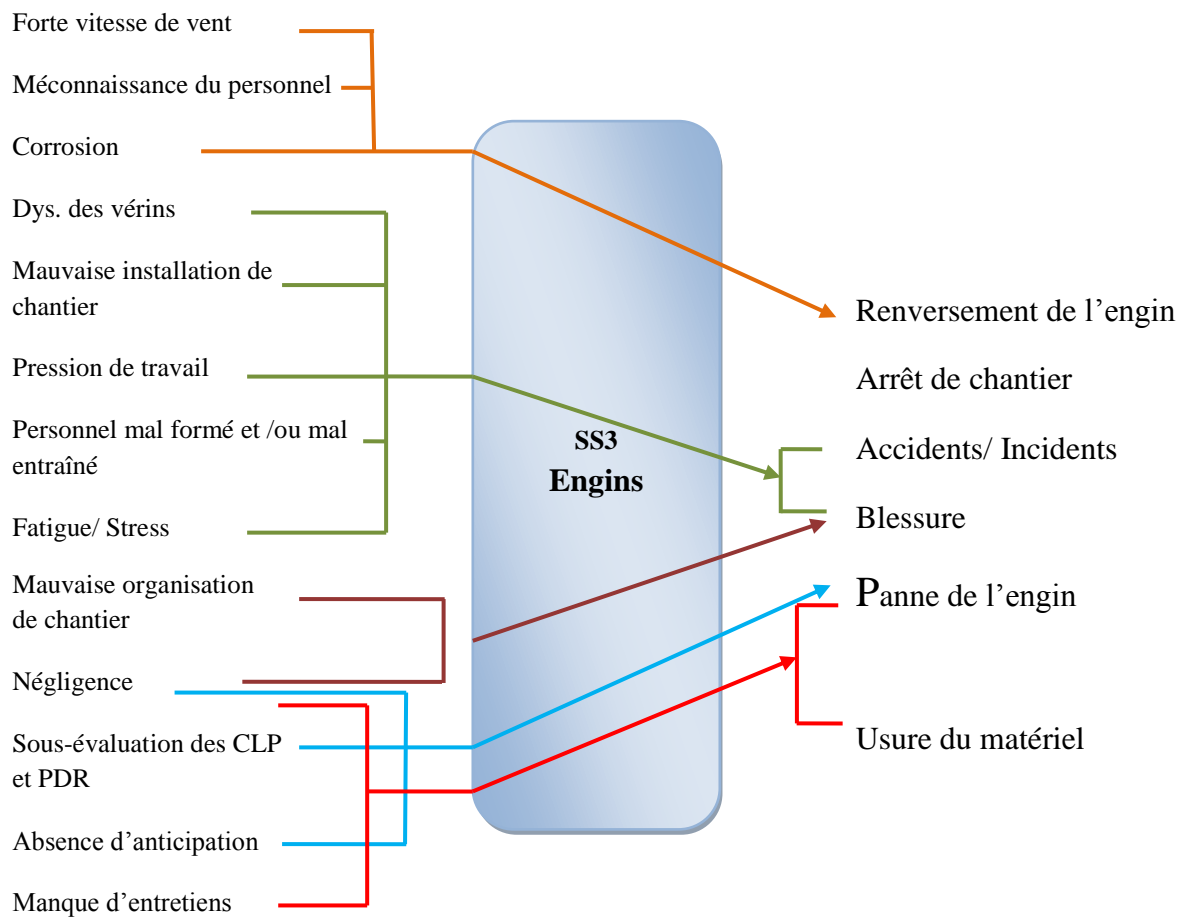 Forte vitesse de vent
Méconnaissance du personnel
Corrosion
Dys. des vérins
Mauvaise installation de
chantier
Pression de travail
Personnel mal formé et /ou mal
entraîné
Fatigue/ Stress
Mauvaise organisation
de chantier
Négligence
Sous-évaluation des CLP
et PDR
Absence d’anticipation
Manque d’entretiens
SS3
Engins
Renversement de l’engin
Arrêt de chantier
Accidents/ Incidents
Blessure
Panne de l’engin
Usure du matériel